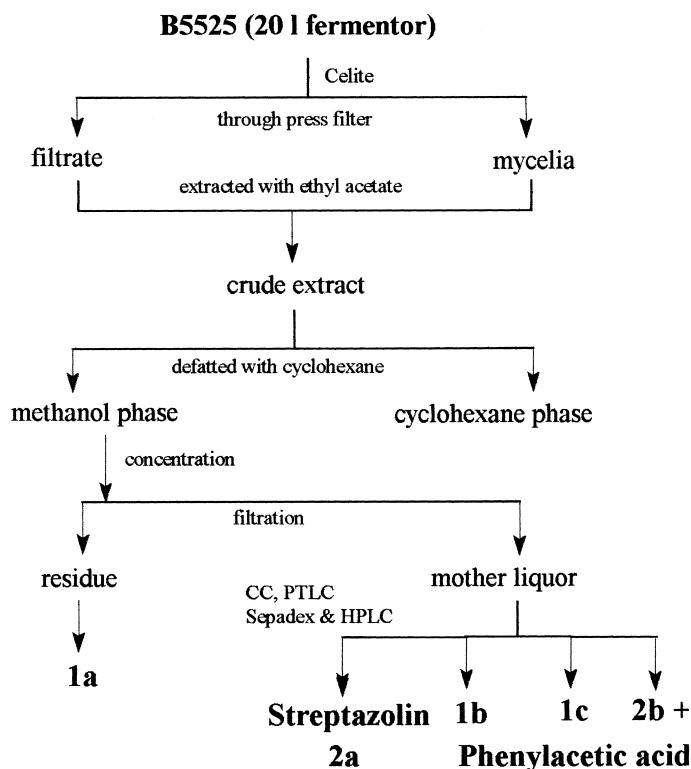 B5525 (20 l fermentor)
Celite
through press filter
filtrate
mycelia
extracted with ethyl acetate
crude extract
defatted with cyclohexane
methanol phase
cyclohexane phase
concentration
filtration
residue
mother liquor
CC, PTLC
Sepadex & HPLC
1a
Streptazolin 1b 1c 2b +
2a Phenylacetic acid